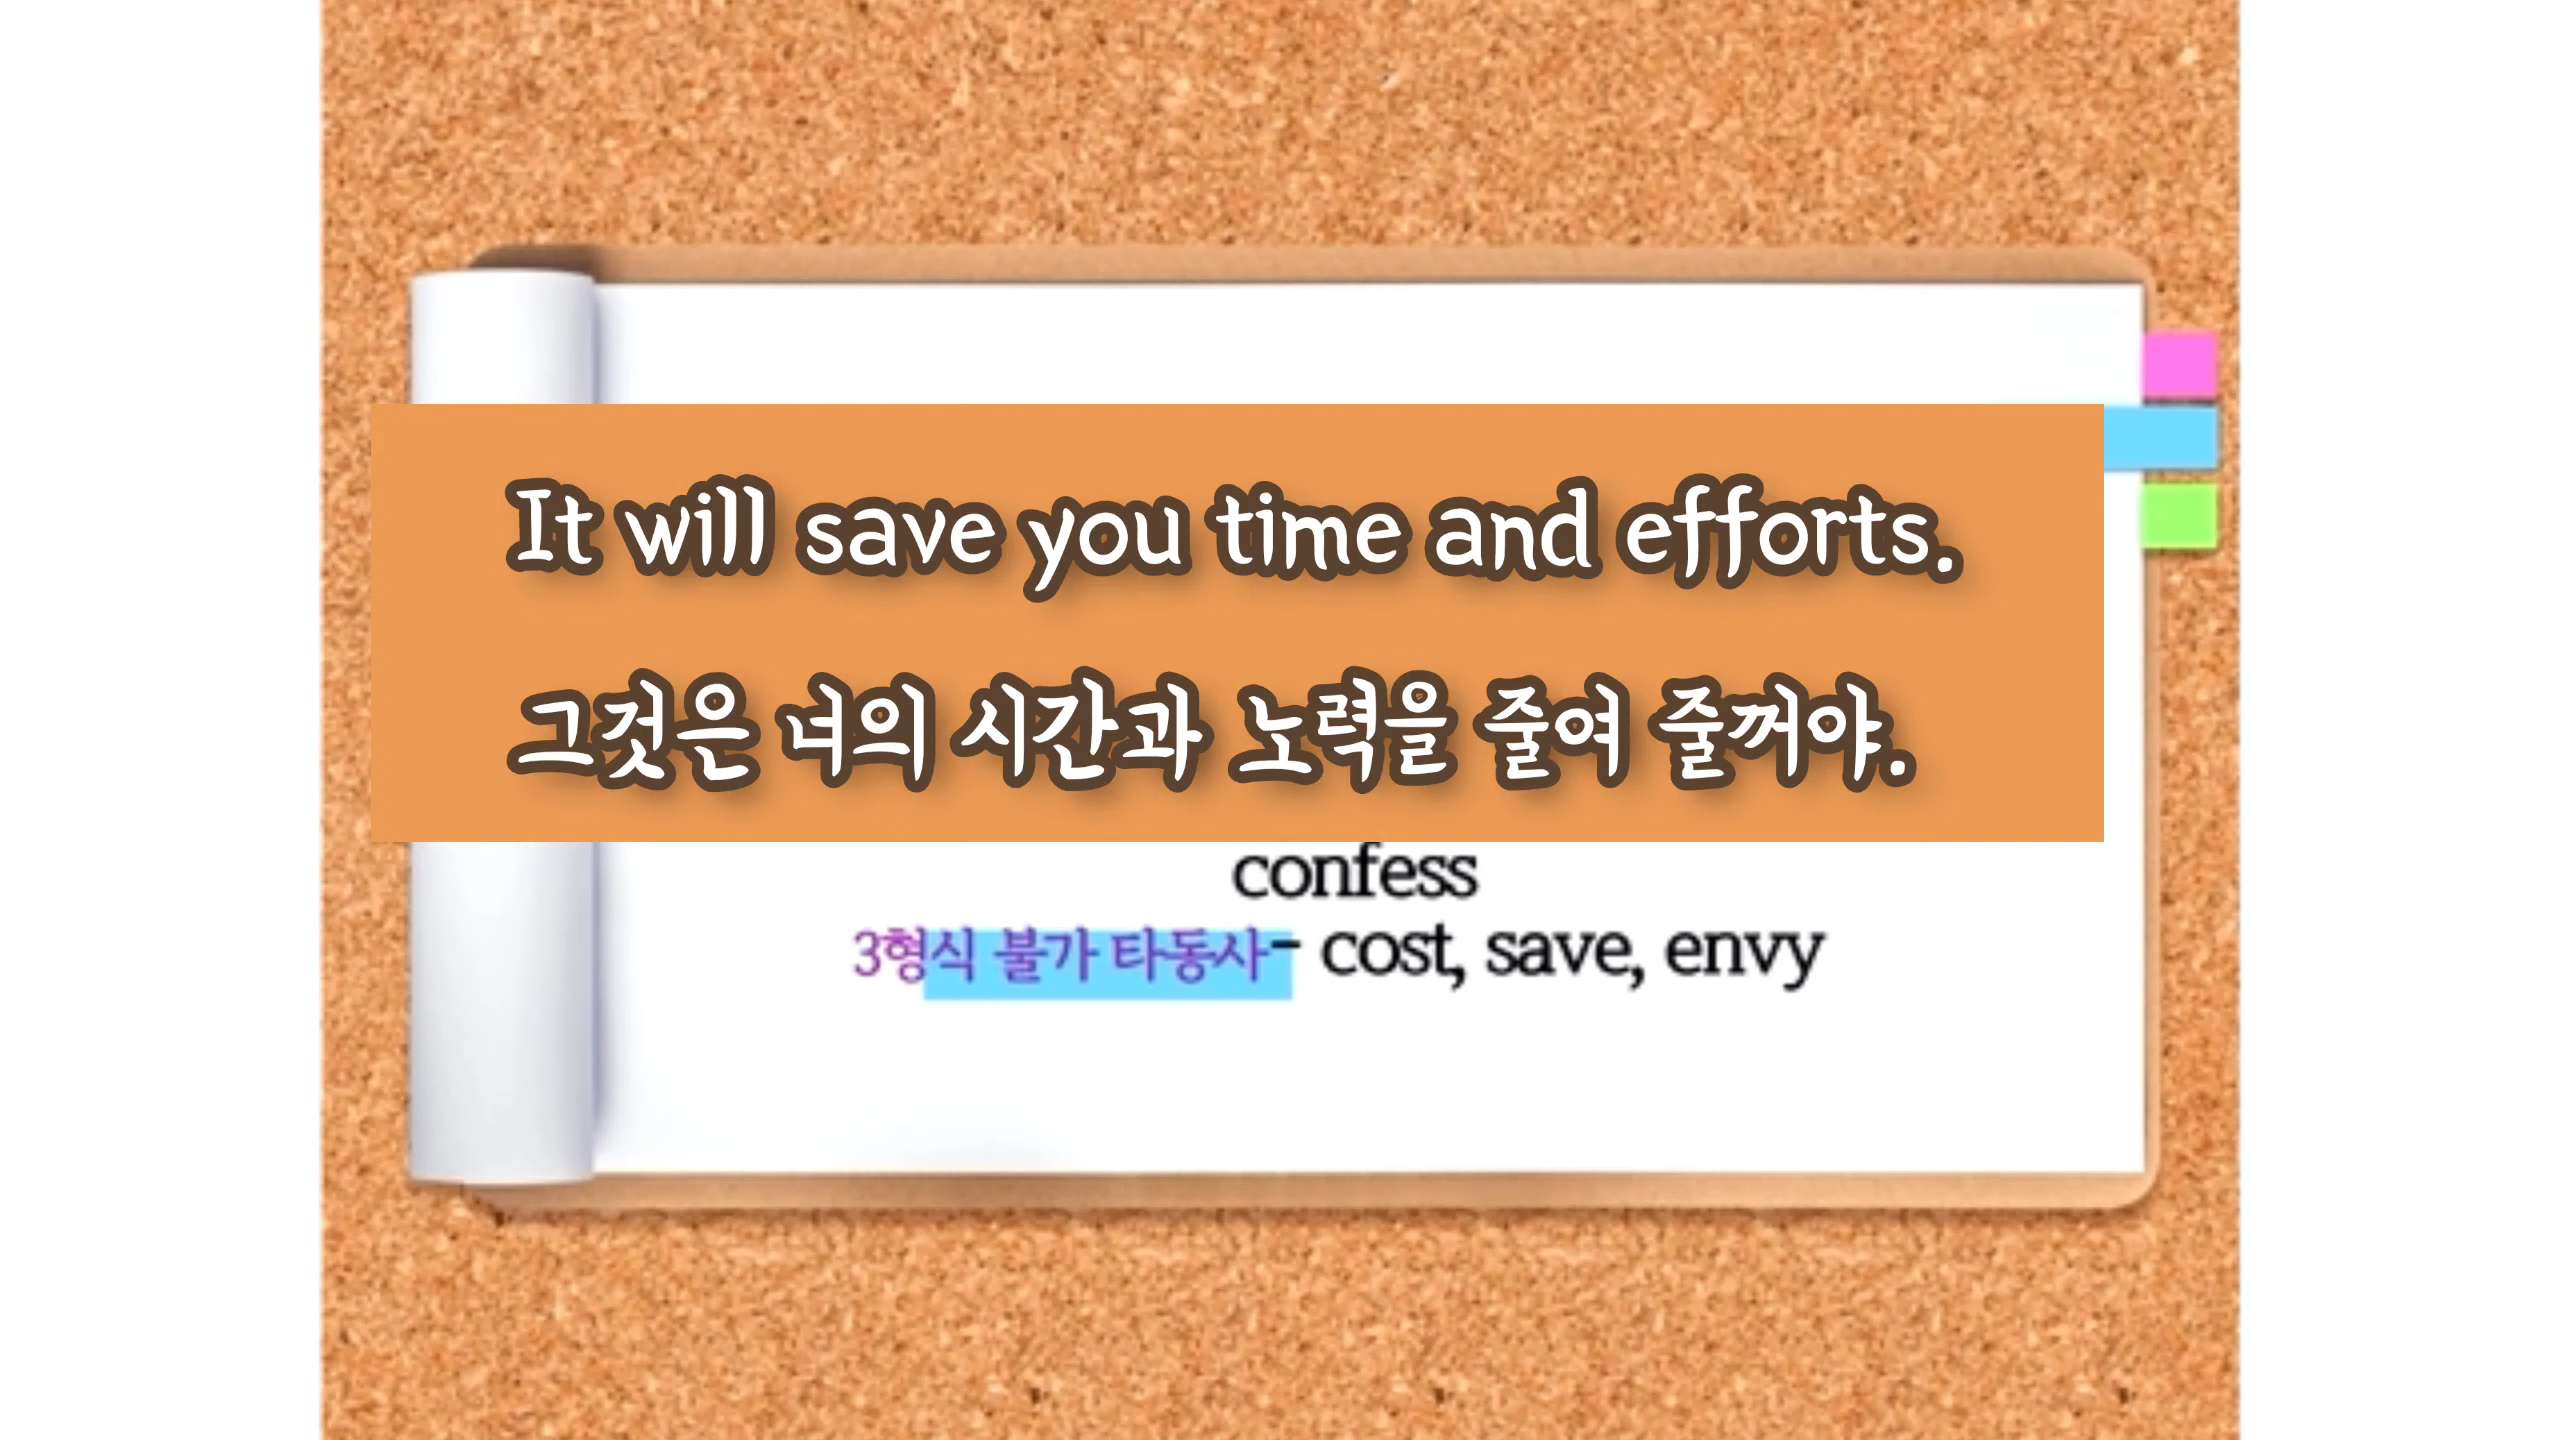 It will save you time and efforts.
그것은 너의 시간과 노력을 줄여 줄꺼야.
confess
3형식 불가 타동사- cost, save, envy